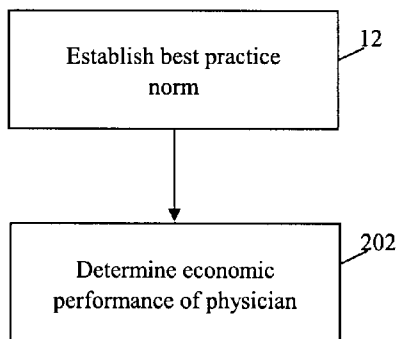 Establish best practice
norm
12
Determine economic
performance of physician
202